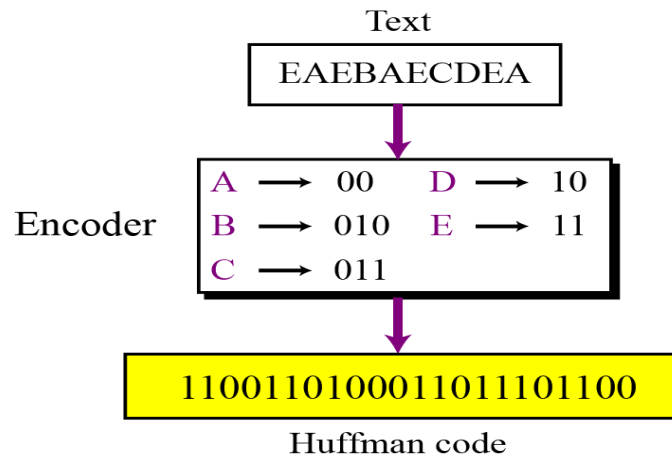 Text
EAEBAECDEA
A → 00 D → 10
Encoder B → 010 E → 11
C → 011
1100110100011011101100
Huffman code